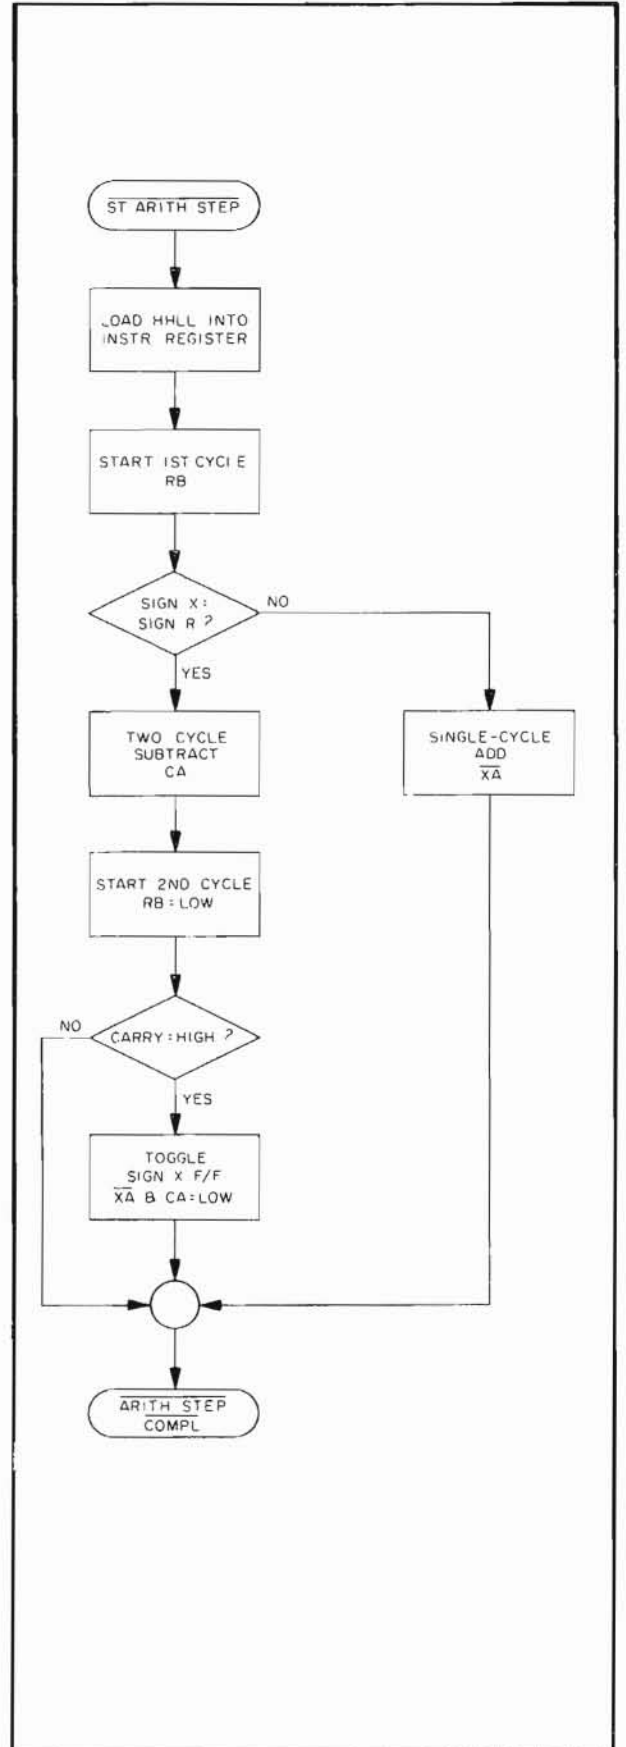 ST ARITH STEP
LOAD HHLL INTO
INSTR REGISTER
START 1ST CYCLE
RB
SIGN X =
SIGN R ?
NO
YES
TWO CYCLE
SUBTRACT
CA
SINGLE-CYCLE
ADD
X̅A̅
START 2ND CYCLE
RB = LOW
NO
CARRY = HIGH ?
YES
TOGGLE
SIGN X F/F
X̅A̅ & CA = LOW
ARITH STEP
COMPL